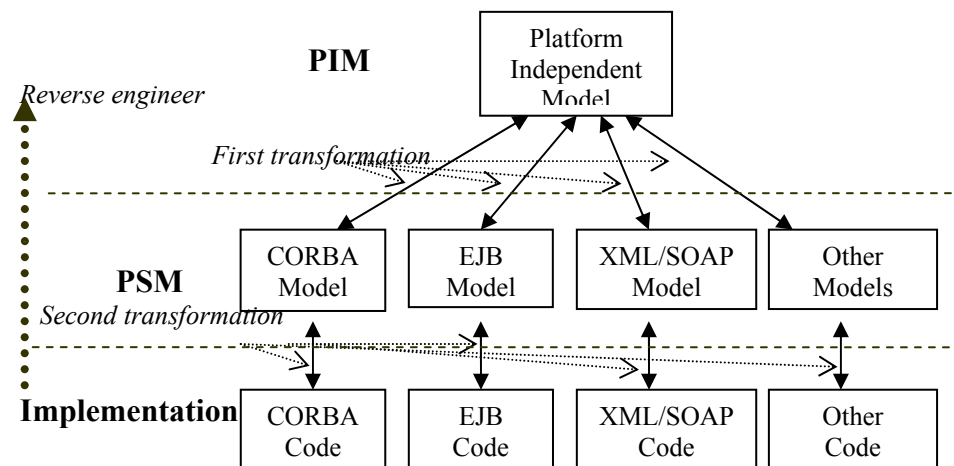 PIM
Platform
Independent
Model
Reverse engineer
First transformation
CORBA
Model
EJB
Model
XML/SOAP
Model
Other
Models
PSM
Second transformation
Implementation
CORBA
Code
EJB
Code
XML/SOAP
Code
Other
Code